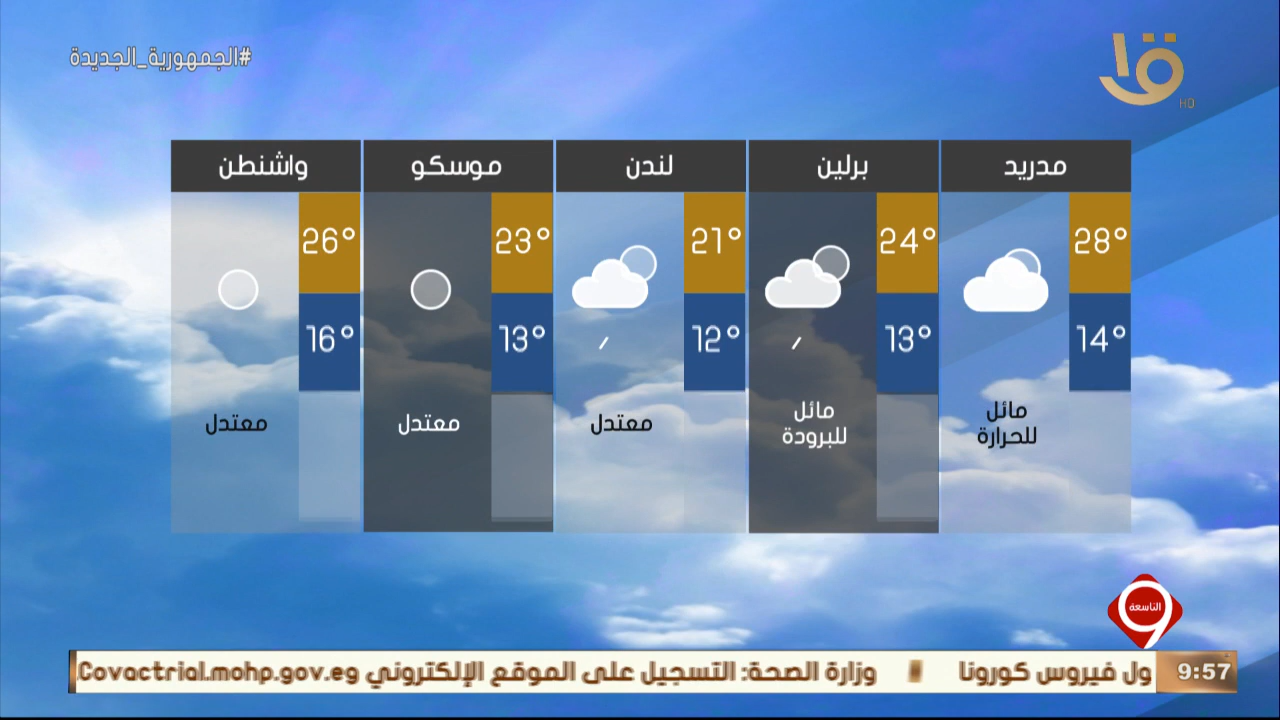 #الجمهورية_الجديدة
HD
مدريد
28°
14°
مائل
للحرارة
برلين
24°
13°
مائل
للبرودة
لندن
21°
12°
معتدل
موسكو
23°
13°
معتدل
واشنطن
26°
16°
معتدل
التاسعة
9
9:57
ول فيروس كورونا
وزارة الصحة: التسجيل على الموقع الإلكتروني Covactrial.mohp.gov.eg.